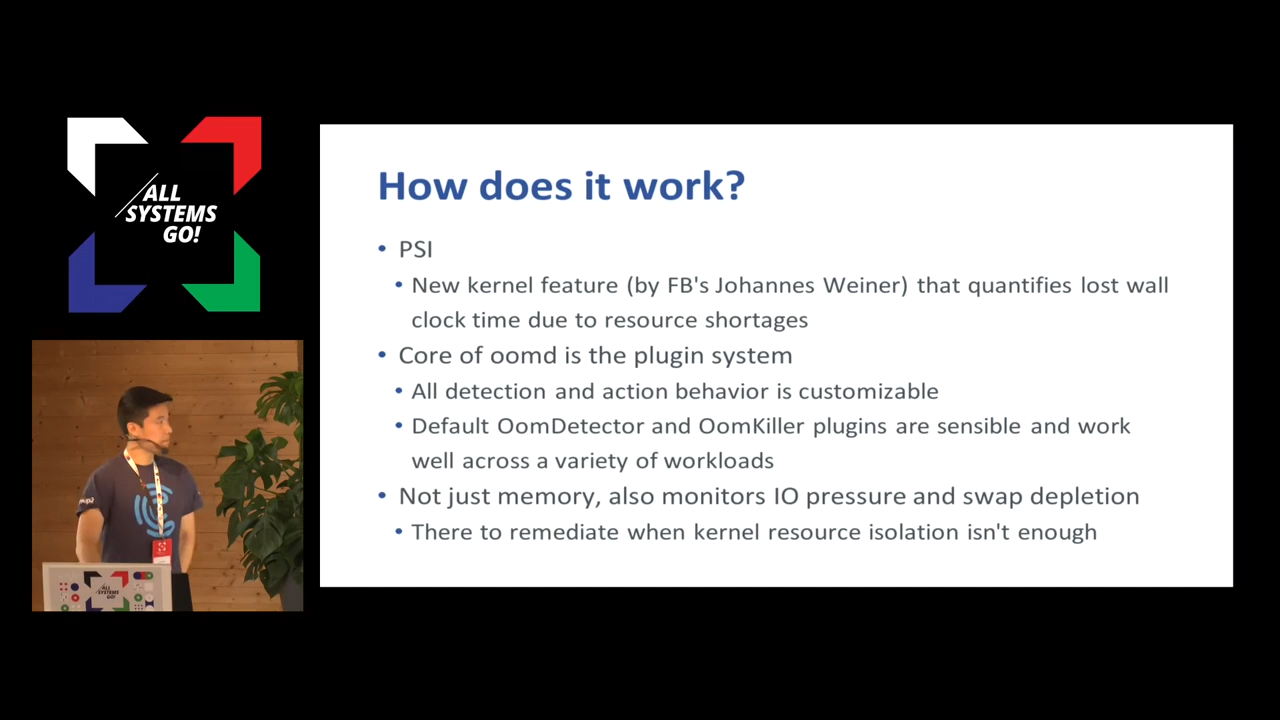 ALL
SYSTEMS
GO!
How does it work?
• PSI
• New kernel feature (by FB's Johannes Weiner) that quantifies lost wall
clock time due to resource shortages
• Core of oomd is the plugin system
• All detection and action behavior is customizable
• Default OomDetector and OomKiller plugins are sensible and work
well across a variety of workloads
• Not just memory, also monitors IO pressure and swap depletion
• There to remediate when kernel resource isolation isn't enough
ALL
SYSTEMS
GO!